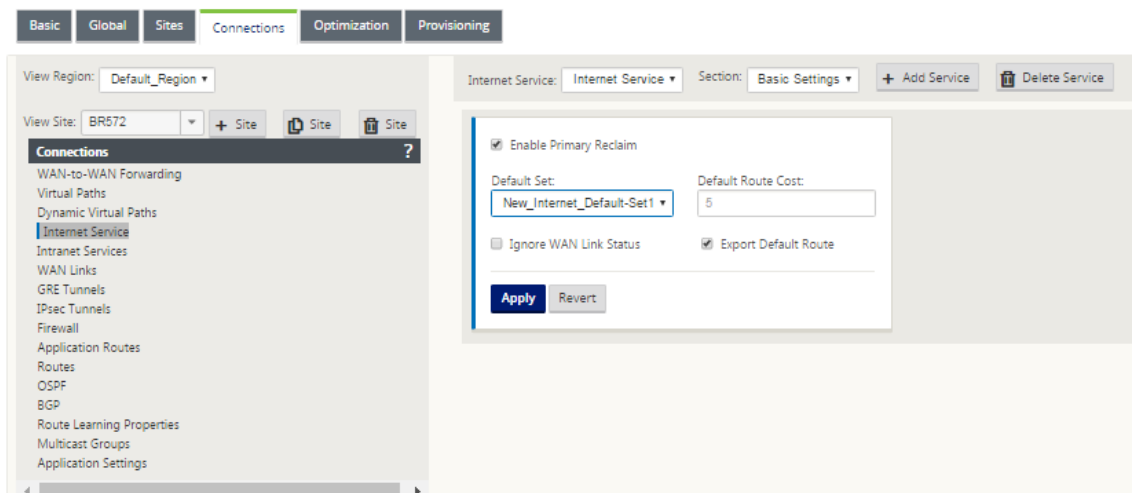 Basic Global Sites Connections Optimization Provisioning
View Region: Default_Region
View Site: BR572 + Site Site Site
Connections ?
WAN-to-WAN Forwarding
Virtual Paths
Dynamic Virtual Paths
Internet Service
Intranet Services
WAN Links
GRE Tunnels
IPsec Tunnels
Firewall
Application Routes
Routes
OSPF
BGP
Route Learning Properties
Multicast Groups
Application Settings
Internet Service: Internet Service Section: Basic Settings + Add Service Delete Service
Enable Primary Reclaim
Default Set: Default Route Cost:
New_Internet_Default-Set1 5
Ignore WAN Link Status Export Default Route
Apply Revert